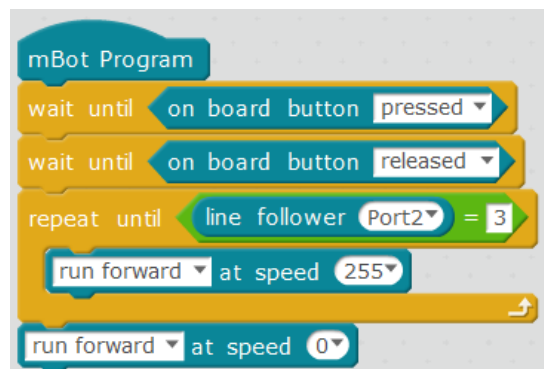 mBot Program
wait until on board button pressed
wait until on board button released
repeat until line follower Port2 = 3
run forward at speed 255
run forward at speed 0